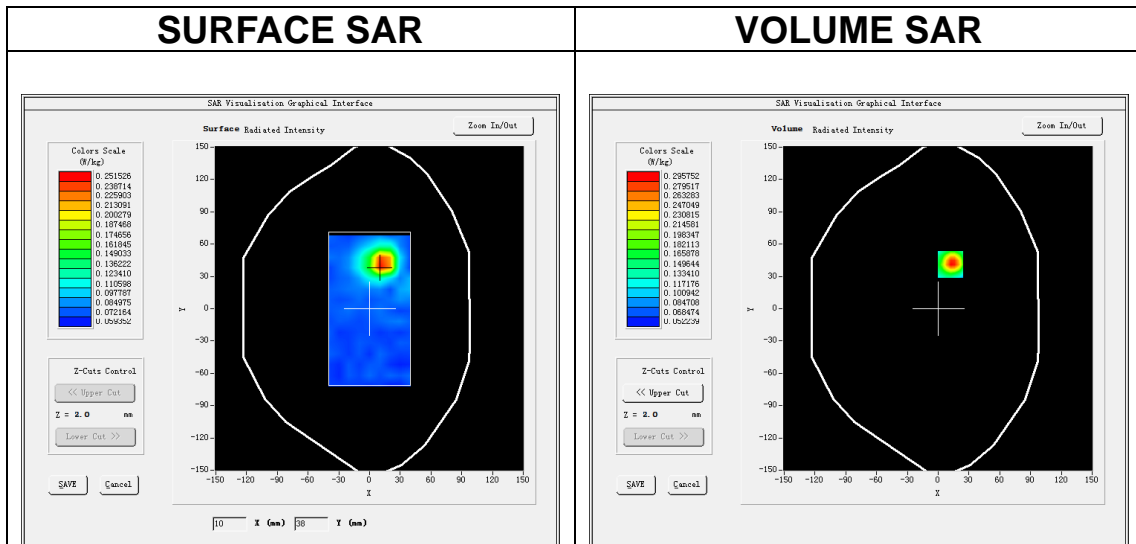 SURFACE SAR
VOLUME SAR
SAR Visualisation Graphical Interface
Surface Radiated Intensity
Zoom In/Out
Colors Scale
(W/kg)
0.251526
0.238714
0.225903
0.213091
0.200279
0.187468
0.174656
0.161845
0.149033
0.136222
0.123410
0.110598
0.097787
0.084975
0.072164
0.059352
150
120
90
60
30
0
-30
-60
-90
-120
-150
Y
-150 -120 -90 -60 -30 0 30 60 90 120 150
X
Z-Cuts Control
<< Upper Cut
Z = 2.0 mm
Lower Cut >>
SAVE Cancel
10 X (mm) 38 Y (mm)
SAR Visualisation Graphical Interface
Volume Radiated Intensity
Zoom In/Out
Colors Scale
(W/kg)
0.295752
0.279517
0.263283
0.247049
0.230815
0.214581
0.198347
0.182113
0.165878
0.149644
0.133410
0.117176
0.100942
0.084708
0.068474
0.052239
150
120
90
60
30
0
-30
-60
-90
-120
-150
Y
-150 -120 -90 -60 -30 0 30 60 90 120 150
X
Z-Cuts Control
<< Upper Cut
Z = 2.0 mm
Lower Cut >>
SAVE Cancel